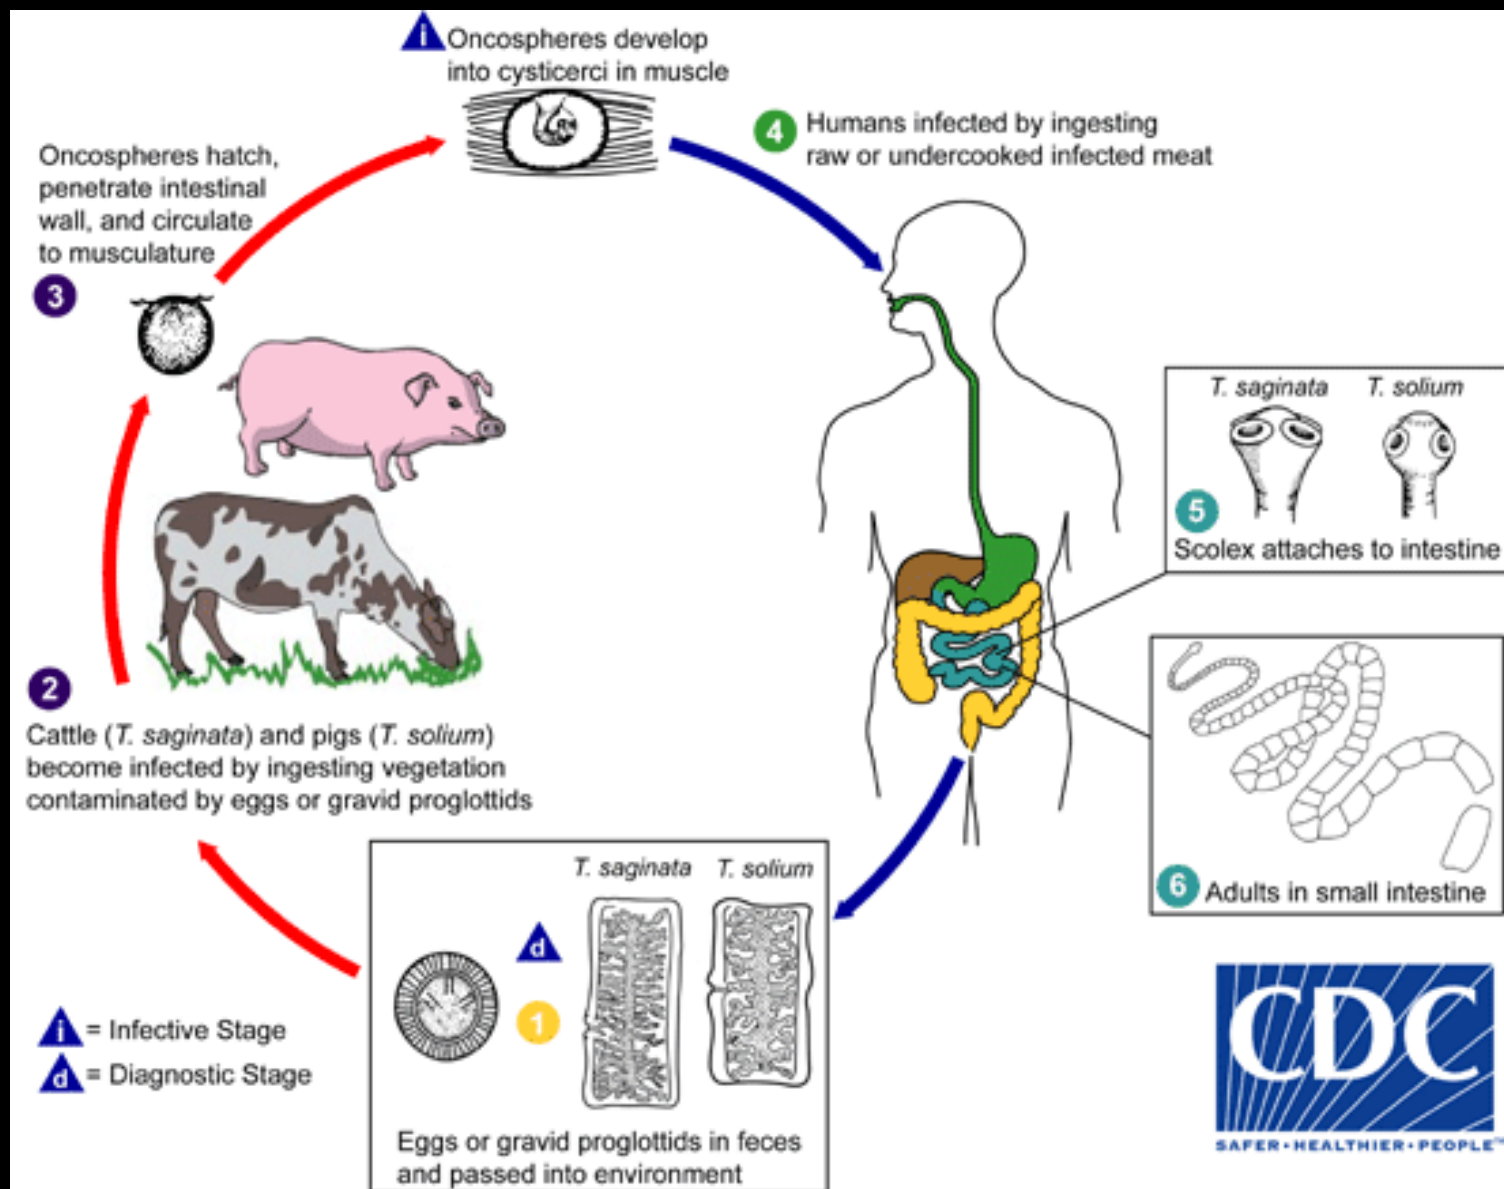 i
Oncospheres develop
into cysticerci in muscle
4
Humans infected by ingesting
raw or undercooked infected meat
Oncospheres hatch,
penetrate intestinal
wall, and circulate
to musculature
3
T. saginata T. solium
5
Scolex attaches to intestine
2
Cattle (T. saginata) and pigs (T. solium)
become infected by ingesting vegetation
contaminated by eggs or gravid proglottids
6 Adults in small intestine
T. saginata T. solium
d
1
Eggs or gravid proglottids in feces
and passed into environment
i = Infective Stage
d = Diagnostic Stage
CDC
SAFER·HEALTHIER·PEOPLE™